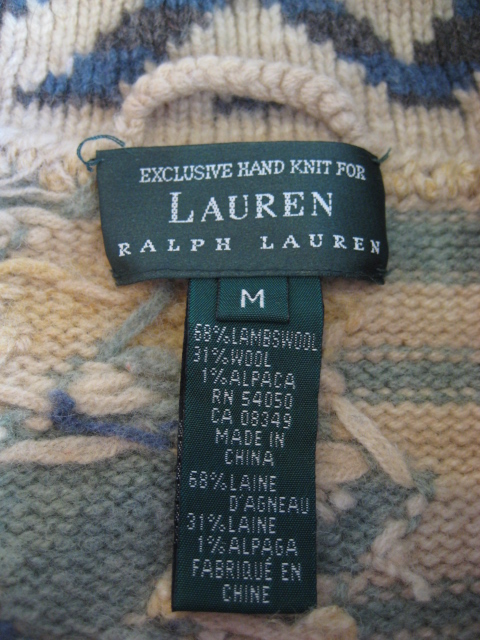 EXCLUSIVE HAND KNIT FOR
LAUREN
RALPH LAUREN
M
68%LAMBSWOOL
31%WOOL
1%ALPACA
RN 54050
CA 08349
MADE IN
CHINA
68%LAINE
D'AGNEAU
31%LAINE
1%ALPAGA
FABRIQUÉ EN
CHINE